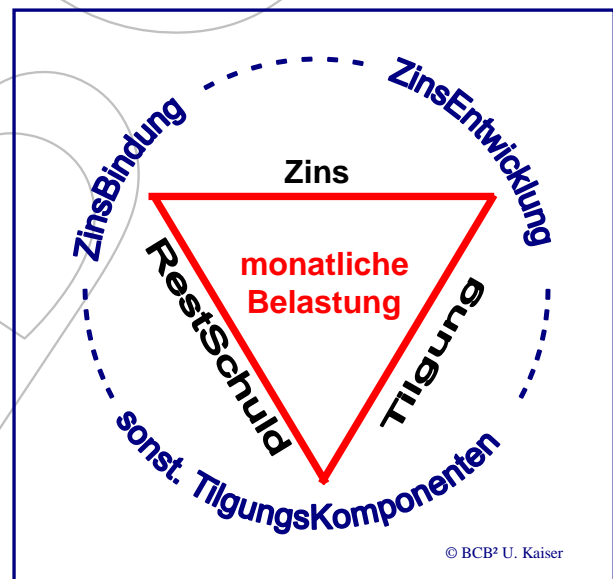 ZinsBindung
ZinsEntwicklung
Zins
monatliche
Belastung
RestSchuld
Tilgung
sonst. TilgungsKomponenten
© BCB² U. Kaiser